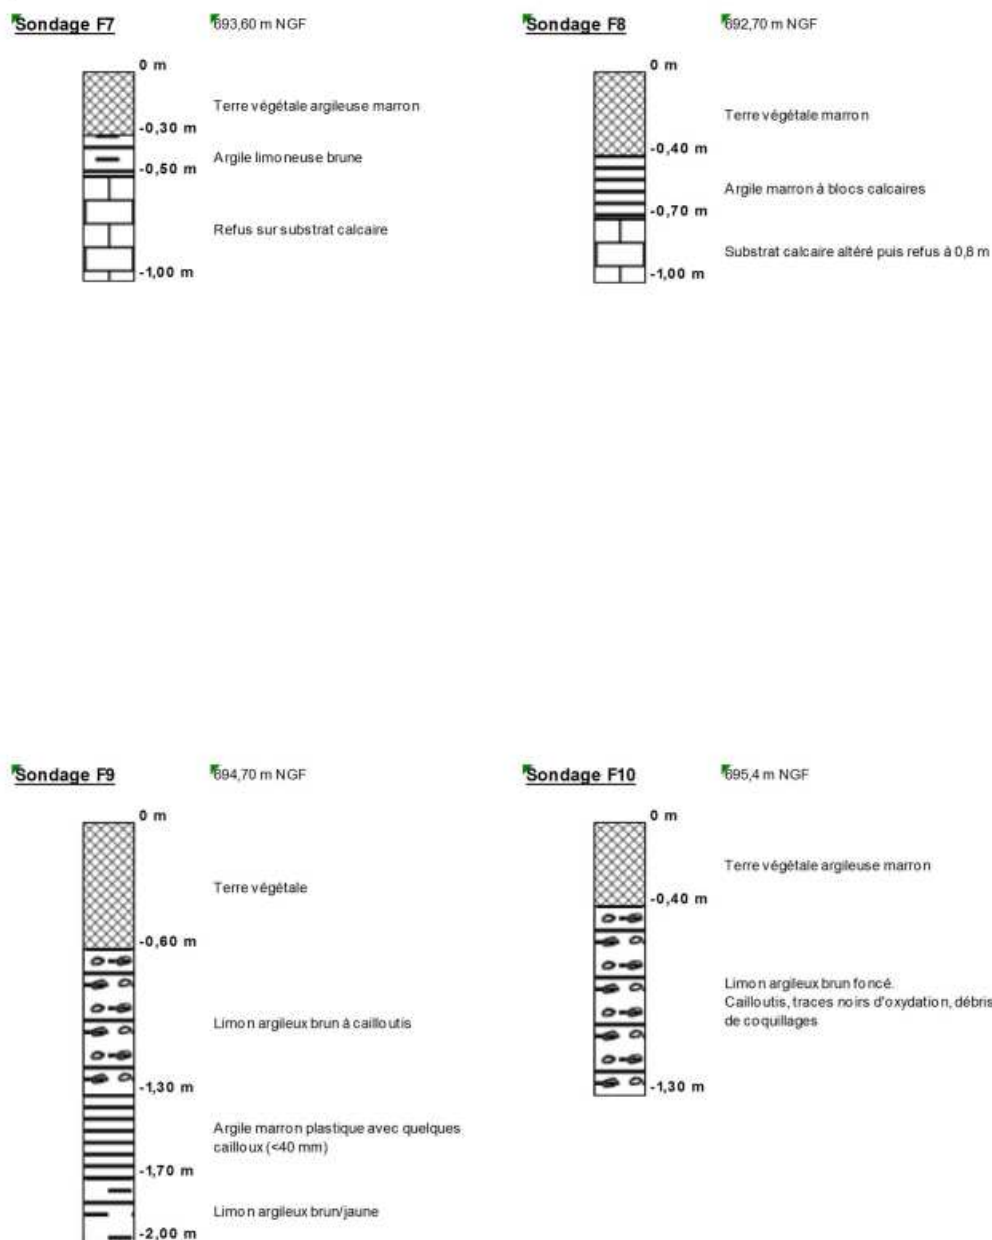 Sondage F7
693,60 m NGF
0 m
Terre végétale argileuse marron
-0,30 m
Argile limoneuse brune
-0,50 m
Refus sur substrat calcaire
-1,00 m
Sondage F8
692,70 m NGF
0 m
Terre végétale marron
-0,40 m
Argile marron à blocs calcaires
-0,70 m
Substrat calcaire altéré puis refus à 0,8 m
-1,00 m
Sondage F9
694,70 m NGF
0 m
Terre végétale
-0,60 m
Limon argileux brun à cailloutis
-1,30 m
Argile marron plastique avec quelques
cailloux (<40 mm)
-1,70 m
Limon argileux brun/jaune
-2,00 m
Sondage F10
695,4 m NGF
0 m
Terre végétale argileuse marron
-0,40 m
Limon argileux brun foncé.
Cailloutis, traces noirs d'oxydation, débris
de coquillages
-1,30 m